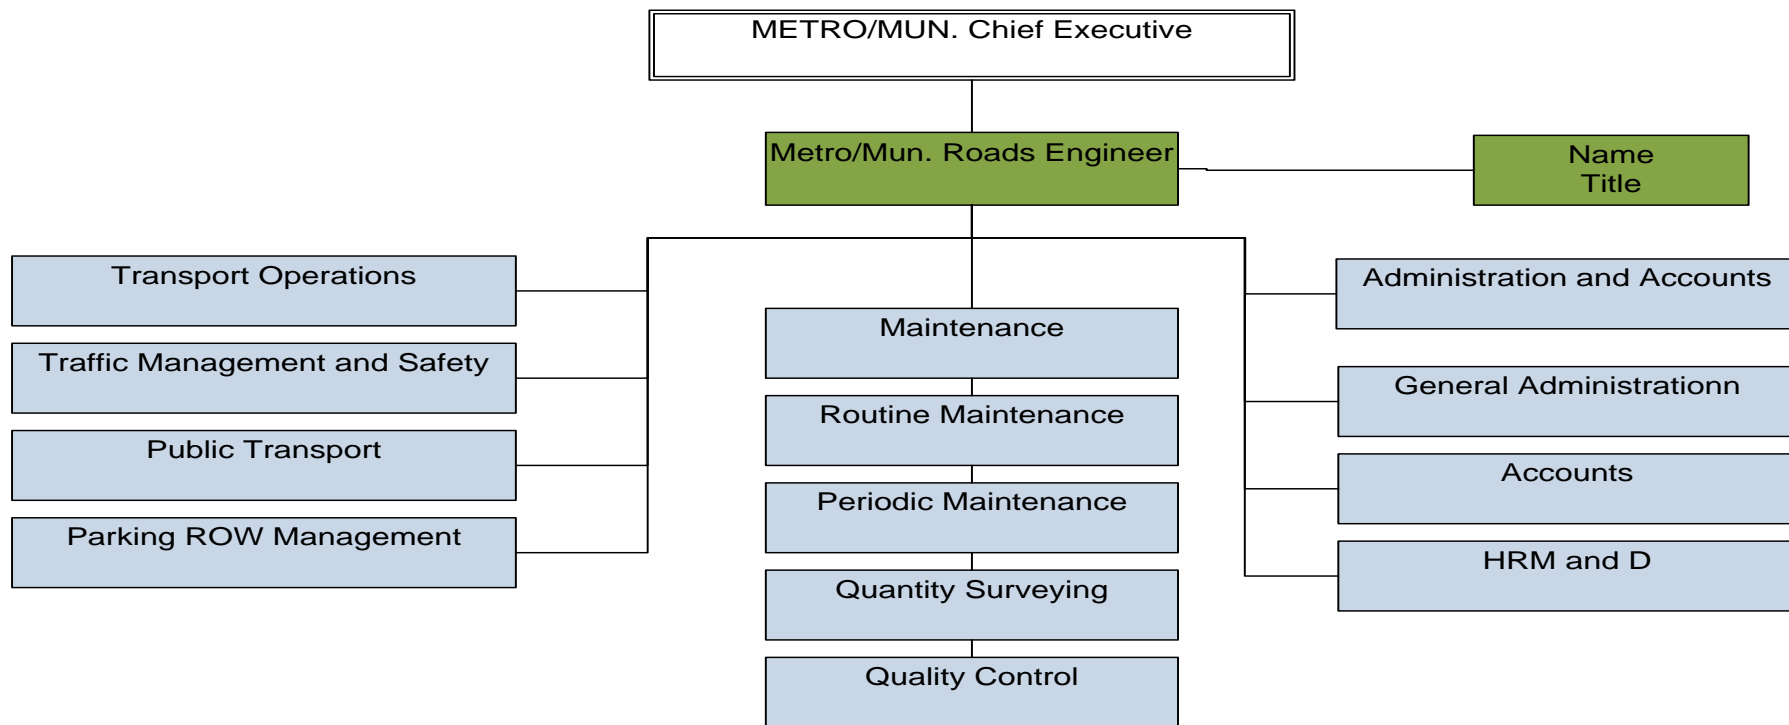 METRO/MUN. Chief Executive
Metro/Mun. Roads Engineer
Name
Title
Transport Operations
Traffic Management and Safety
Public Transport
Parking ROW Management
Maintenance
Routine Maintenance
Periodic Maintenance
Quantity Surveying
Quality Control
Administration and Accounts
General Administrationn
Accounts
HRM and D